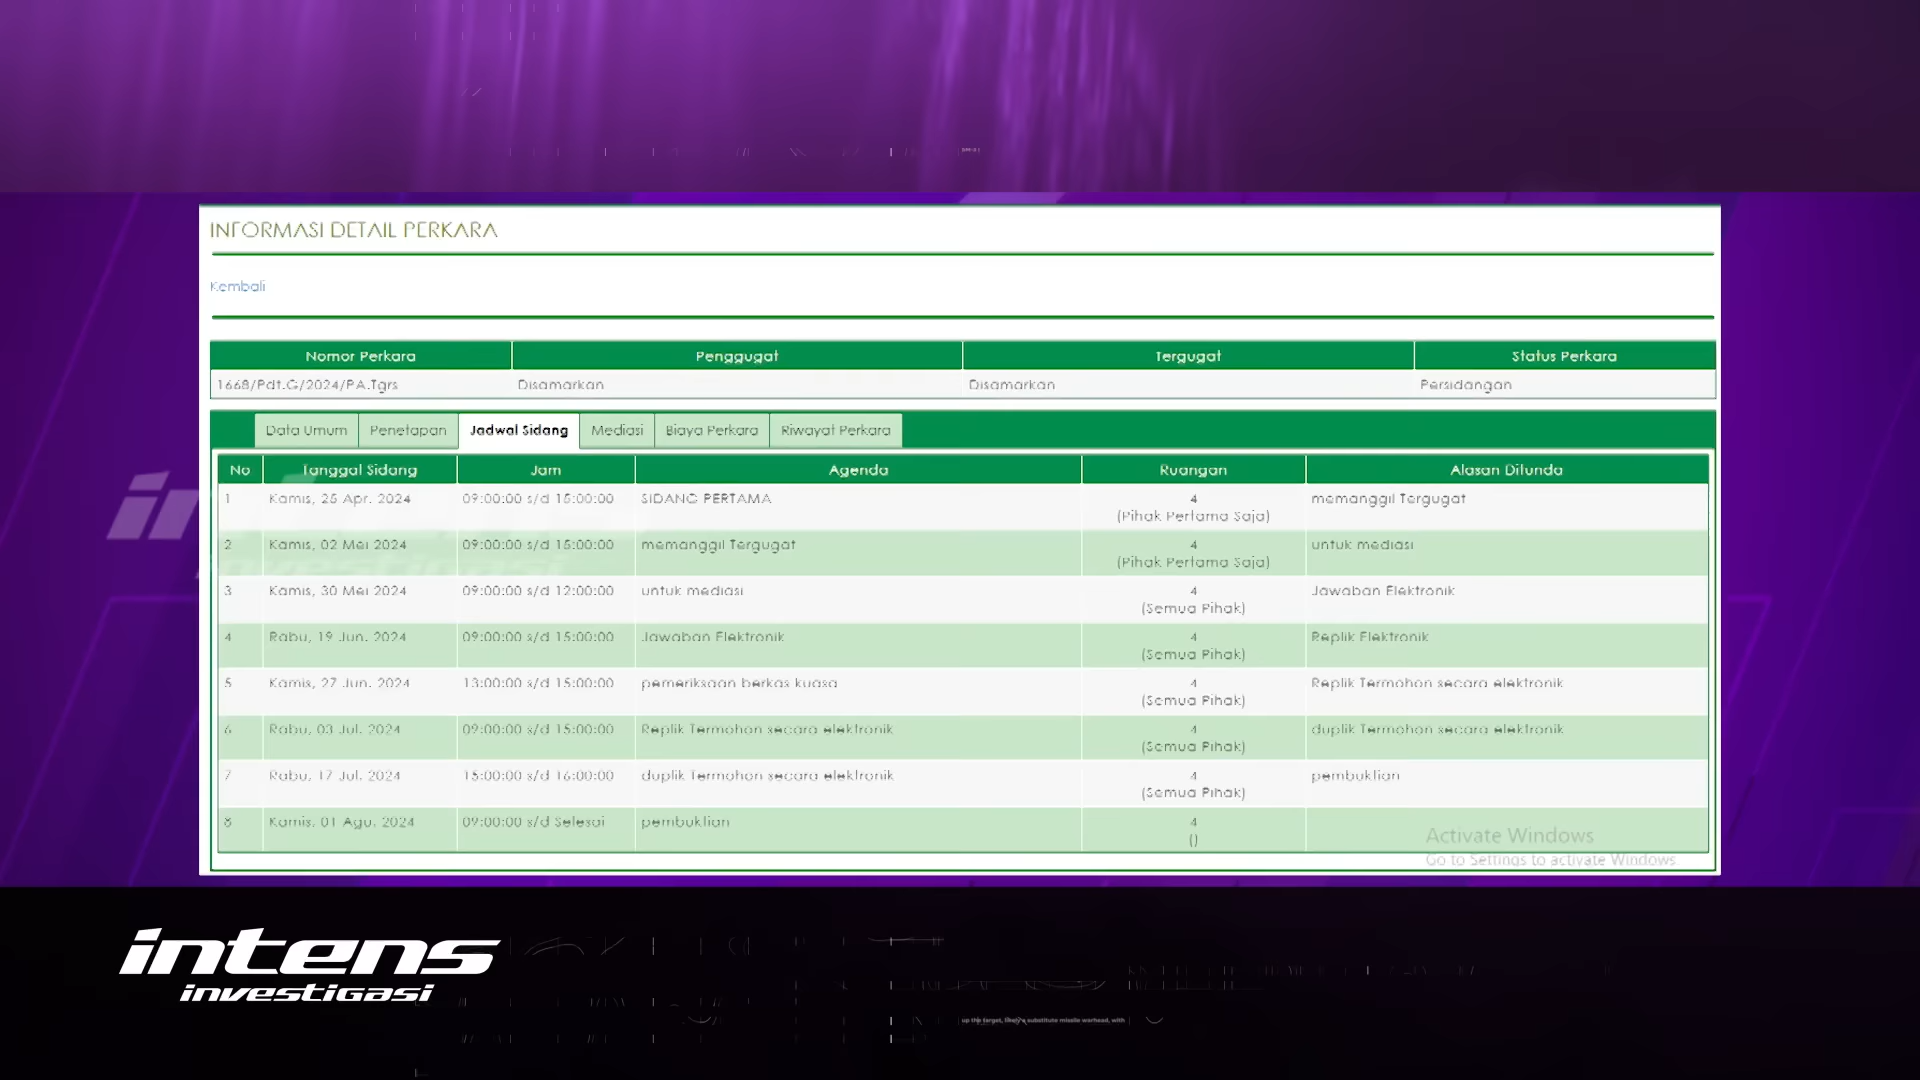 INFORMASI DETAIL PERKARA
Kembali
Nomor Perkara Penggugat Tergugat Status Perkara
1668/Pdt.G/2024/PA.Tgrs Disamarkan Disamarkan Persidangan
Data Umum Penetapan Jadwal Sidang Mediasi Biaya Perkara Riwayat Perkara
No Tanggal Sidang Jam Agenda Ruangan Alasan Ditunda
1 Kamis, 25 Apr. 2024 09:00:00 s/d 15:00:00 SIDANG PERTAMA 4 memanggil Tergugat
(Pihak Pertama Saja)
2 Kamis, 02 Mei 2024 09:00:00 s/d 15:00:00 memanggil Tergugat 4 untuk mediasi
(Pihak Pertama Saja)
3 Kamis, 30 Mei 2024 09:00:00 s/d 12:00:00 untuk mediasi 4 Jawaban Elektronik
(Semua Pihak)
4 Rabu, 19 Jun. 2024 09:00:00 s/d 15:00:00 Jawaban Elektronik 4 Replik Elektronik
(Semua Pihak)
5 Kamis, 27 Jun. 2024 13:00:00 s/d 15:00:00 pemeriksaan berkas kuasa 4 Replik Termohon secara elektronik
(Semua Pihak)
6 Rabu, 03 Jul. 2024 09:00:00 s/d 15:00:00 Replik Termohon secara elektronik 4 duplik Termohon secara elektronik
(Semua Pihak)
7 Rabu, 17 Jul. 2024 15:00:00 s/d 16:00:00 duplik Termohon secara elektronik 4 pembuktian
(Semua Pihak)
8 Kamis, 01 Agu. 2024 09:00:00 s/d Selesai pembuktian 4
()
Activate Windows
Go to Settings to activate Windows
intens
investigasi
up the target, likely a substitute missile warhead, with